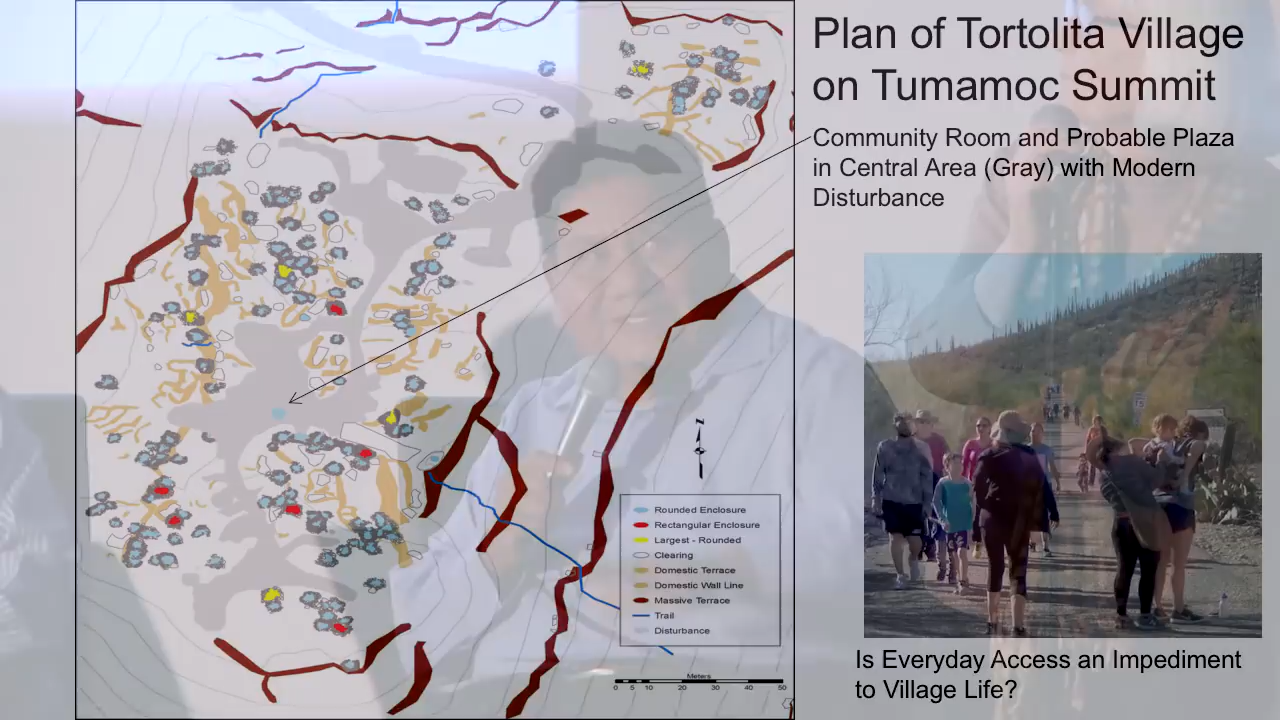 Plan of Tortolita Village
on Tumamoc Summit
Community Room and Probable Plaza
in Central Area (Gray) with Modern
Disturbance
N
Rounded Enclosure
Rectangular Enclosure
Largest - Rounded
Clearing
Domestic Terrace
Domestic Wall Line
Massive Terrace
Trail
Disturbance
Meters
0 5 10 20 30 40 50
Is Everyday Access an Impediment
to Village Life?